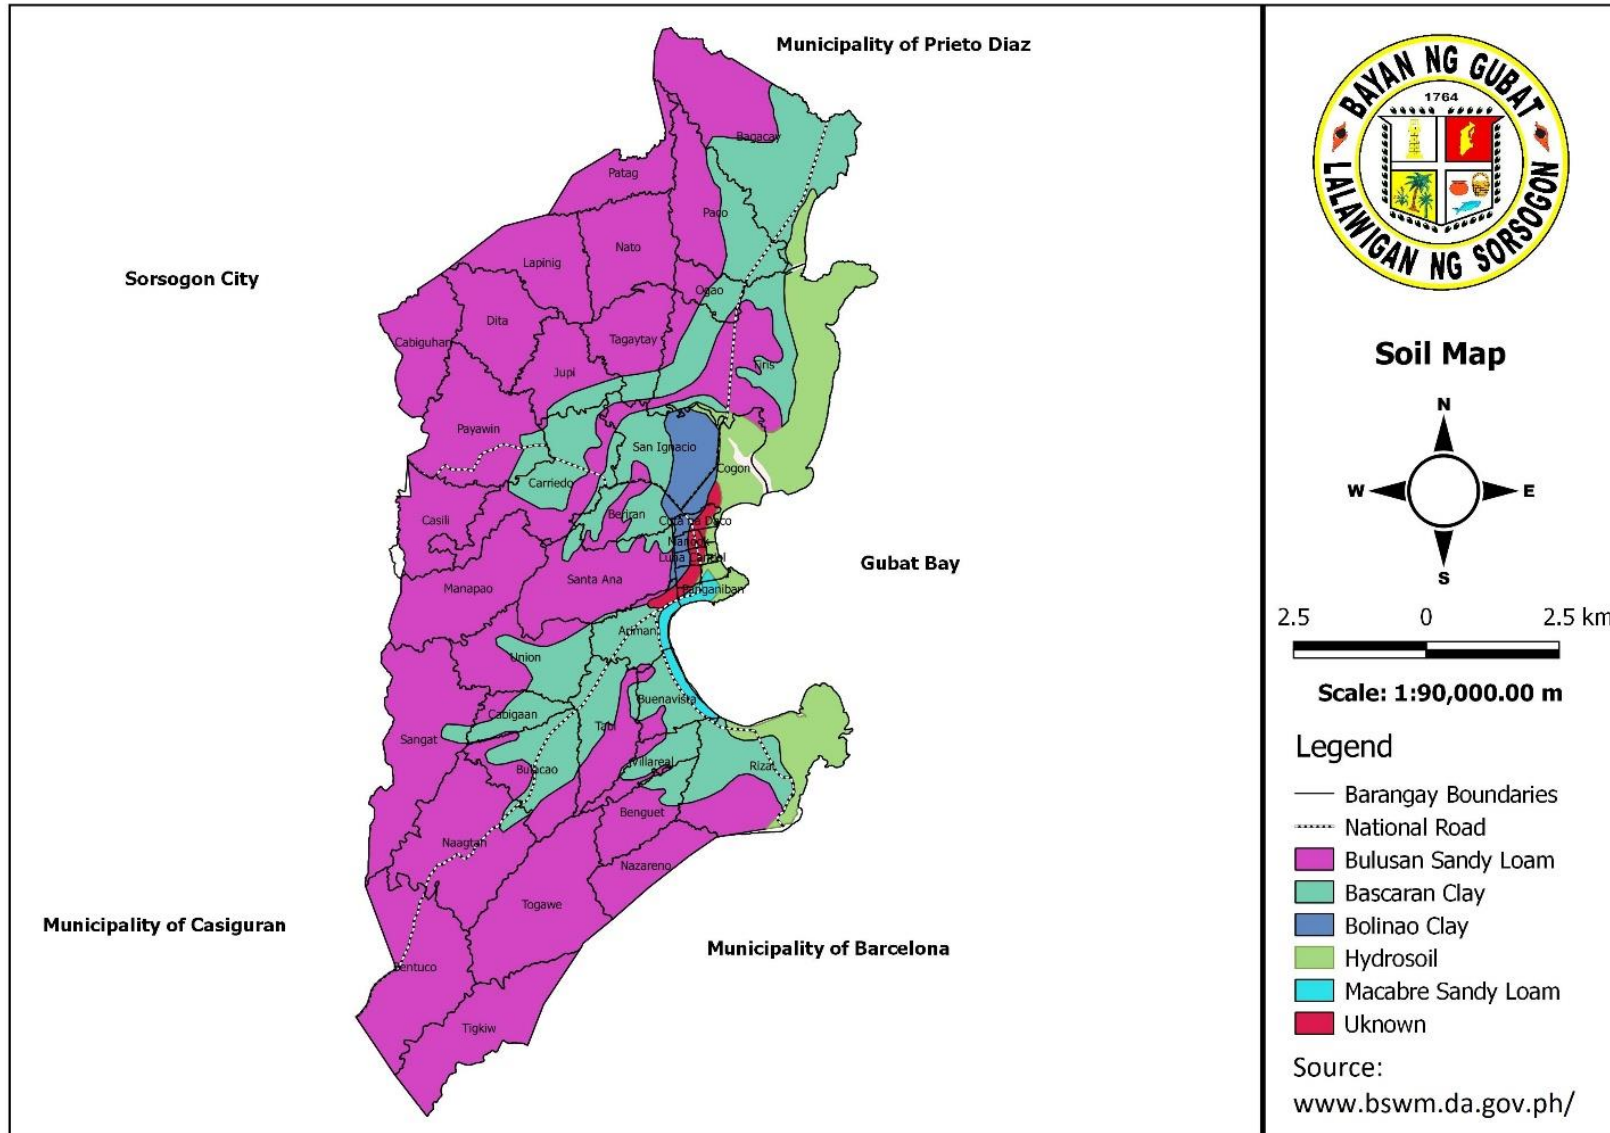 Municipality of Prieto Diaz
Sorsogon City
Gubat Bay
Municipality of Casiguran
Municipality of Barcelona
Bagacay
Patag
Paco
Nato
Lapinig
Ogao
Dita
Tagaytay
Cabiguhan
Jupi
Tiris
Payawin
San Ignacio
Cogon
Carriedo
Beriran
Casili
Santa Ana
Manapao
Panganiban
Ariman
Union
Buenavista
Cabigaan
Tabi
Sangat
Bulacao
Villareal
Rizal
Benguet
Naagtan
Nazareno
Togawe
Bentuco
Tigkiw
BAYAN NG GUBAT
1764
LALAWIGAN NG SORSOGON
Soil Map
N
W
E
S
2.5 0 2.5 km
Scale: 1:90,000.00 m
Legend
Barangay Boundaries
National Road
Bulusan Sandy Loam
Bascaran Clay
Bolinao Clay
Hydrosoil
Macabre Sandy Loam
Uknown
Source:
www.bswm.da.gov.ph/